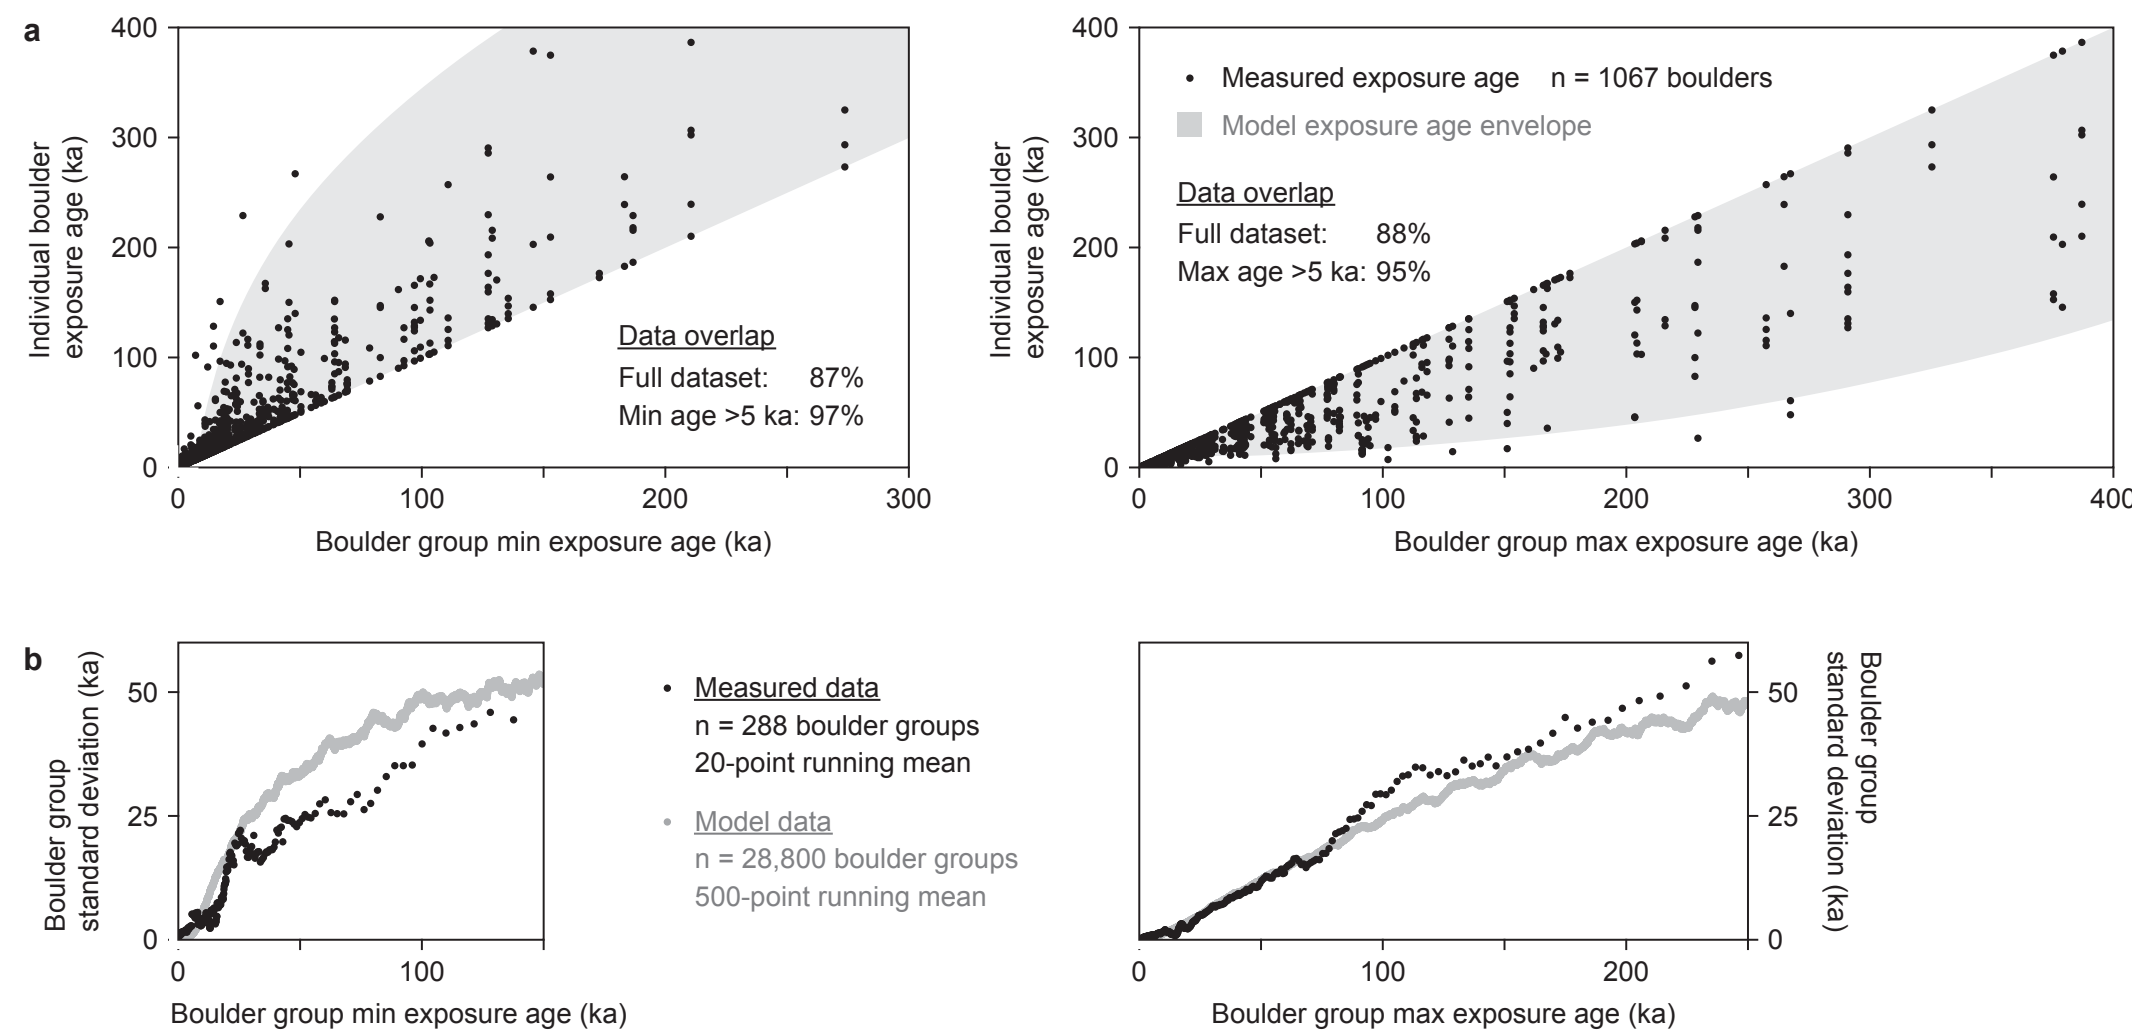 a
400
300
200
100
0
Individual boulder
exposure age (ka)
Data overlap
Full dataset: 87%
Min age >5 ka: 97%
0 100 200 300
Boulder group min exposure age (ka)
400
300
200
100
0
Individual boulder
exposure age (ka)
Measured exposure age n = 1067 boulders
Model exposure age envelope
Data overlap
Full dataset: 88%
Max age >5 ka: 95%
0 100 200 300 400
Boulder group max exposure age (ka)
b
50
25
0
Boulder group
standard deviation (ka)
0 100
Boulder group min exposure age (ka)
Measured data
n = 288 boulder groups
20-point running mean
Model data
n = 28,800 boulder groups
500-point running mean
50
25
0
Boulder group
standard deviation (ka)
0 100 200
Boulder group max exposure age (ka)